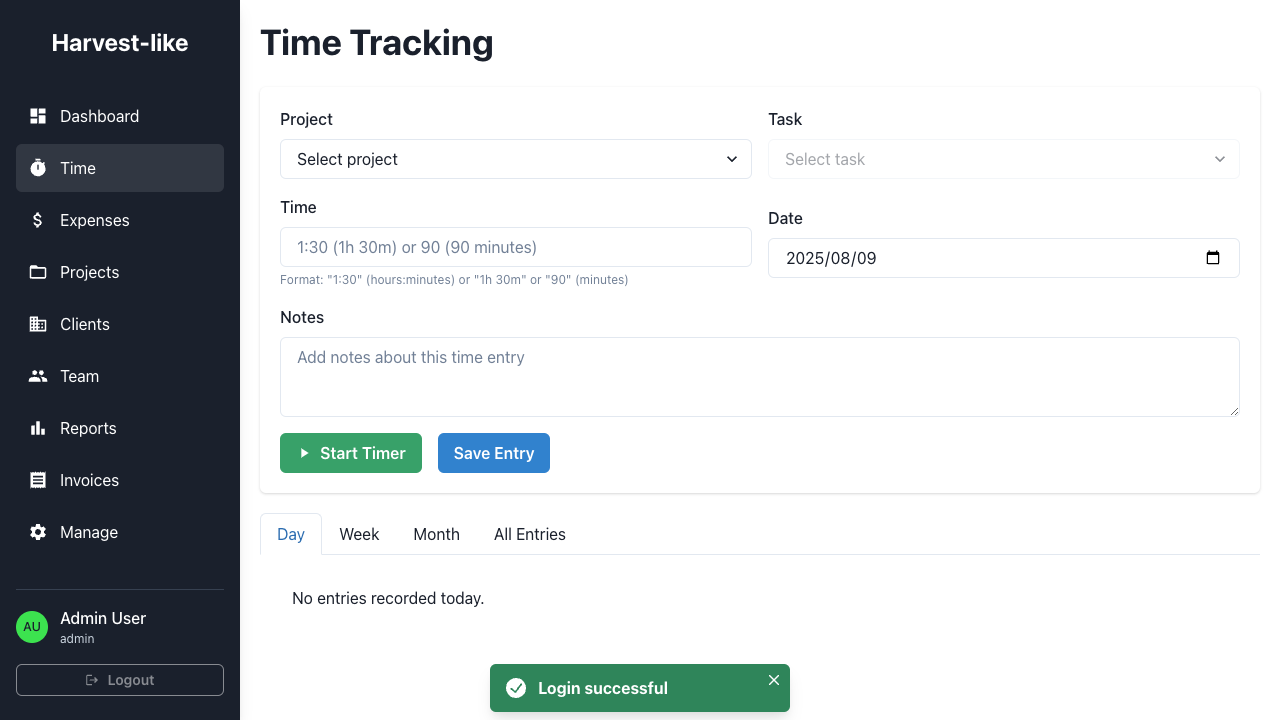 Harvest-like
Dashboard
Time
Expenses
Projects
Clients
Team
Reports
Invoices
Manage
AU
Admin User
admin
Logout
Time Tracking
Project
Task
Select project
Select task
Time
Date
1:30 (1h 30m) or 90 (90 minutes)
2025/08/09
Format: "1:30" (hours:minutes) or "1h 30m" or "90" (minutes)
Notes
Add notes about this time entry
Start Timer
Save Entry
Day
Week
Month
All Entries
No entries recorded today.
Login successful